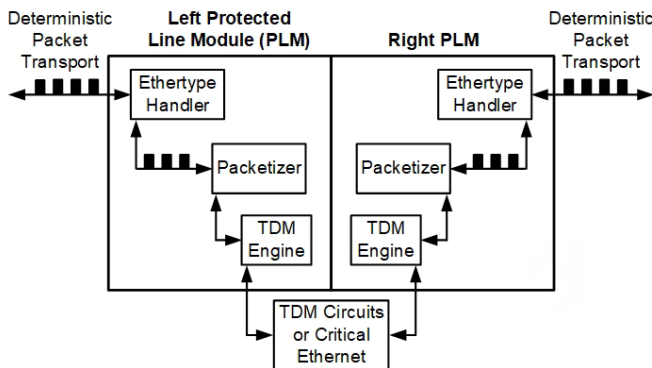 Deterministic
Packet
Transport
Left Protected
Line Module (PLM)
Right PLM
Deterministic
Packet
Transport
Ethertype
Handler
Ethertype
Handler
Packetizer
Packetizer
TDM
Engine
TDM
Engine
TDM Circuits
or Critical
Ethernet